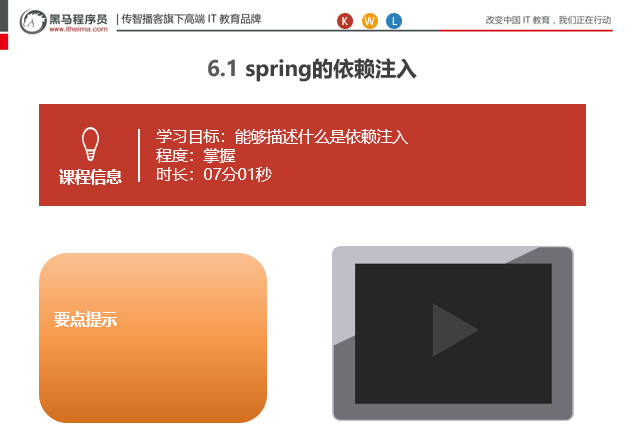 黑马程序员
www.itheima.com
传智播客旗下高端 IT 教育品牌
K W L
改变中国 IT 教育，我们正在行动
6.1 spring的依赖注入
课程信息
学习目标：能够描述什么是依赖注入
程度：掌握
时长：07分01秒
要点提示